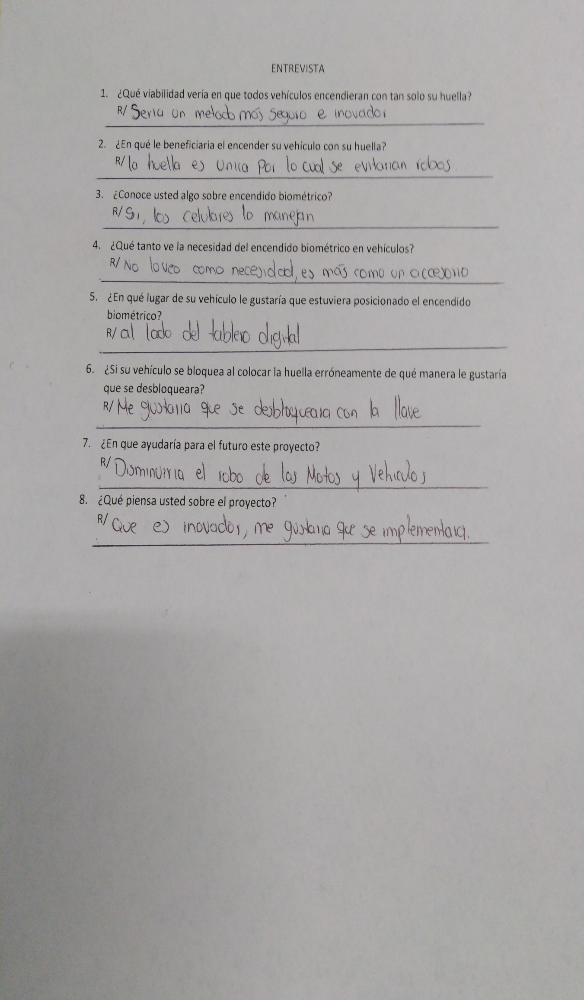 ENTREVISTA
1. ¿Qué viabilidad vería en que todos vehículos encendieran con tan solo su huella?
R/ Seria un metodo más seguro e inovador
2. ¿En qué le beneficiaria el encender su vehículo con su huella?
R/ la huella es unica por lo cual se evitarian robos
3. ¿Conoce usted algo sobre encendido biométrico?
R/ Si, los celulares lo manejan
4. ¿Qué tanto ve la necesidad del encendido biométrico en vehículos?
R/ No lo veo como necesidad, es más como un accesorio
5. ¿En qué lugar de su vehículo le gustaría que estuviera posicionado el encendido
biométrico?
R/ al lado del tablero digital
6. ¿Si su vehículo se bloquea al colocar la huella erróneamente de qué manera le gustaría
que se desbloqueara?
R/ Me gustaria que se desbloqueara con la llave
7. ¿En que ayudaría para el futuro este proyecto?
R/ Disminuiria el robo de las Motos y Vehiculos
8. ¿Qué piensa usted sobre el proyecto?
R/ Que es inovador, me gustaria que se implementara.